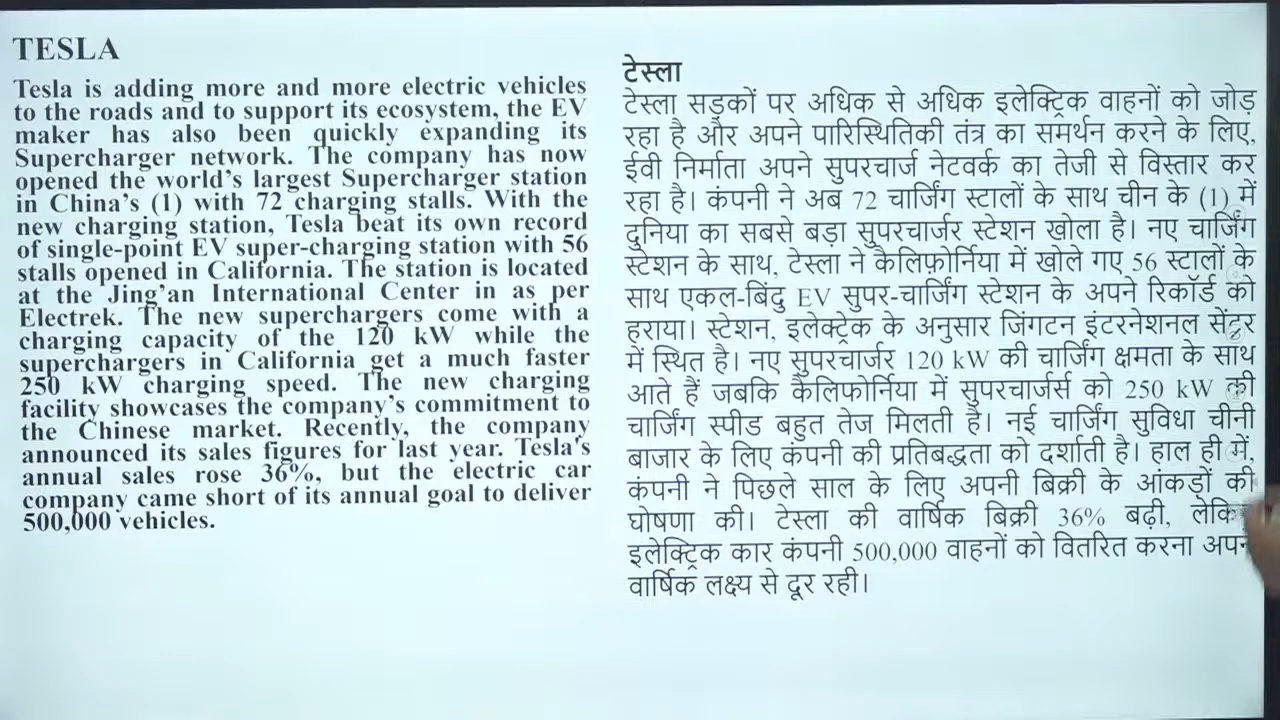 TESLA
Tesla is adding more and more electric vehicles
to the roads and to support its ecosystem, the EV
maker has also been quickly expanding its
Supercharger network. The company has now
opened the world's largest Supercharger station
in China's (1) with 72 charging stalls. With the
new charging station, Tesla beat its own record
of single-point EV super-charging station with 56
stalls opened in California. The station is located
at the Jing'an International Center in as per
Electrek. The new superchargers come with a
charging capacity of the 120 kW while the
superchargers in California get a much faster
250 kW charging speed. The new charging
facility showcases the company's commitment to
the Chinese market. Recently, the company
announced its sales figures for last year. Tesla's
annual sales rose 36%, but the electric car
company came short of its annual goal to deliver
500,000 vehicles.
टेस्ला
टेस्ला सड़कों पर अधिक से अधिक इलेक्ट्रिक वाहनों को जोड़
रहा है और अपने पारिस्थितिकी तंत्र का समर्थन करने के लिए,
ईवी निर्माता अपने सुपरचार्ज नेटवर्क का तेजी से विस्तार कर
रहा है। कंपनी ने अब 72 चार्जिंग स्टालों के साथ चीन के (1) में
दुनिया का सबसे बड़ा सुपरचार्जर स्टेशन खोला है। नए चार्जिंग
स्टेशन के साथ, टेस्ला ने कैलिफ़ोर्निया में खोले गए 56 स्टालों के
साथ एकल-बिंदु EV सुपर-चार्जिंग स्टेशन के अपने रिकॉर्ड को
हराया। स्टेशन, इलेक्ट्रेक के अनुसार जिंगटन इंटरनेशनल सेंटर
में स्थित है। नए सुपरचार्जर 120 kW की चार्जिंग क्षमता के साथ
आते हैं जबकि कैलिफोर्निया में सुपरचार्जर्स को 250 kW की
चार्जिंग स्पीड बहुत तेज मिलती है। नई चार्जिंग सुविधा चीनी
बाजार के लिए कंपनी की प्रतिबद्धता को दर्शाती है। हाल ही में,
कंपनी ने पिछले साल के लिए अपनी बिक्री के आंकड़ों की
घोषणा की। टेस्ला की वार्षिक बिक्री 36% बढ़ी,
इलेक्ट्रिक कार कंपनी 500,000 वाहनों को वितरित करना
वार्षिक लक्ष्य से दूर रही।